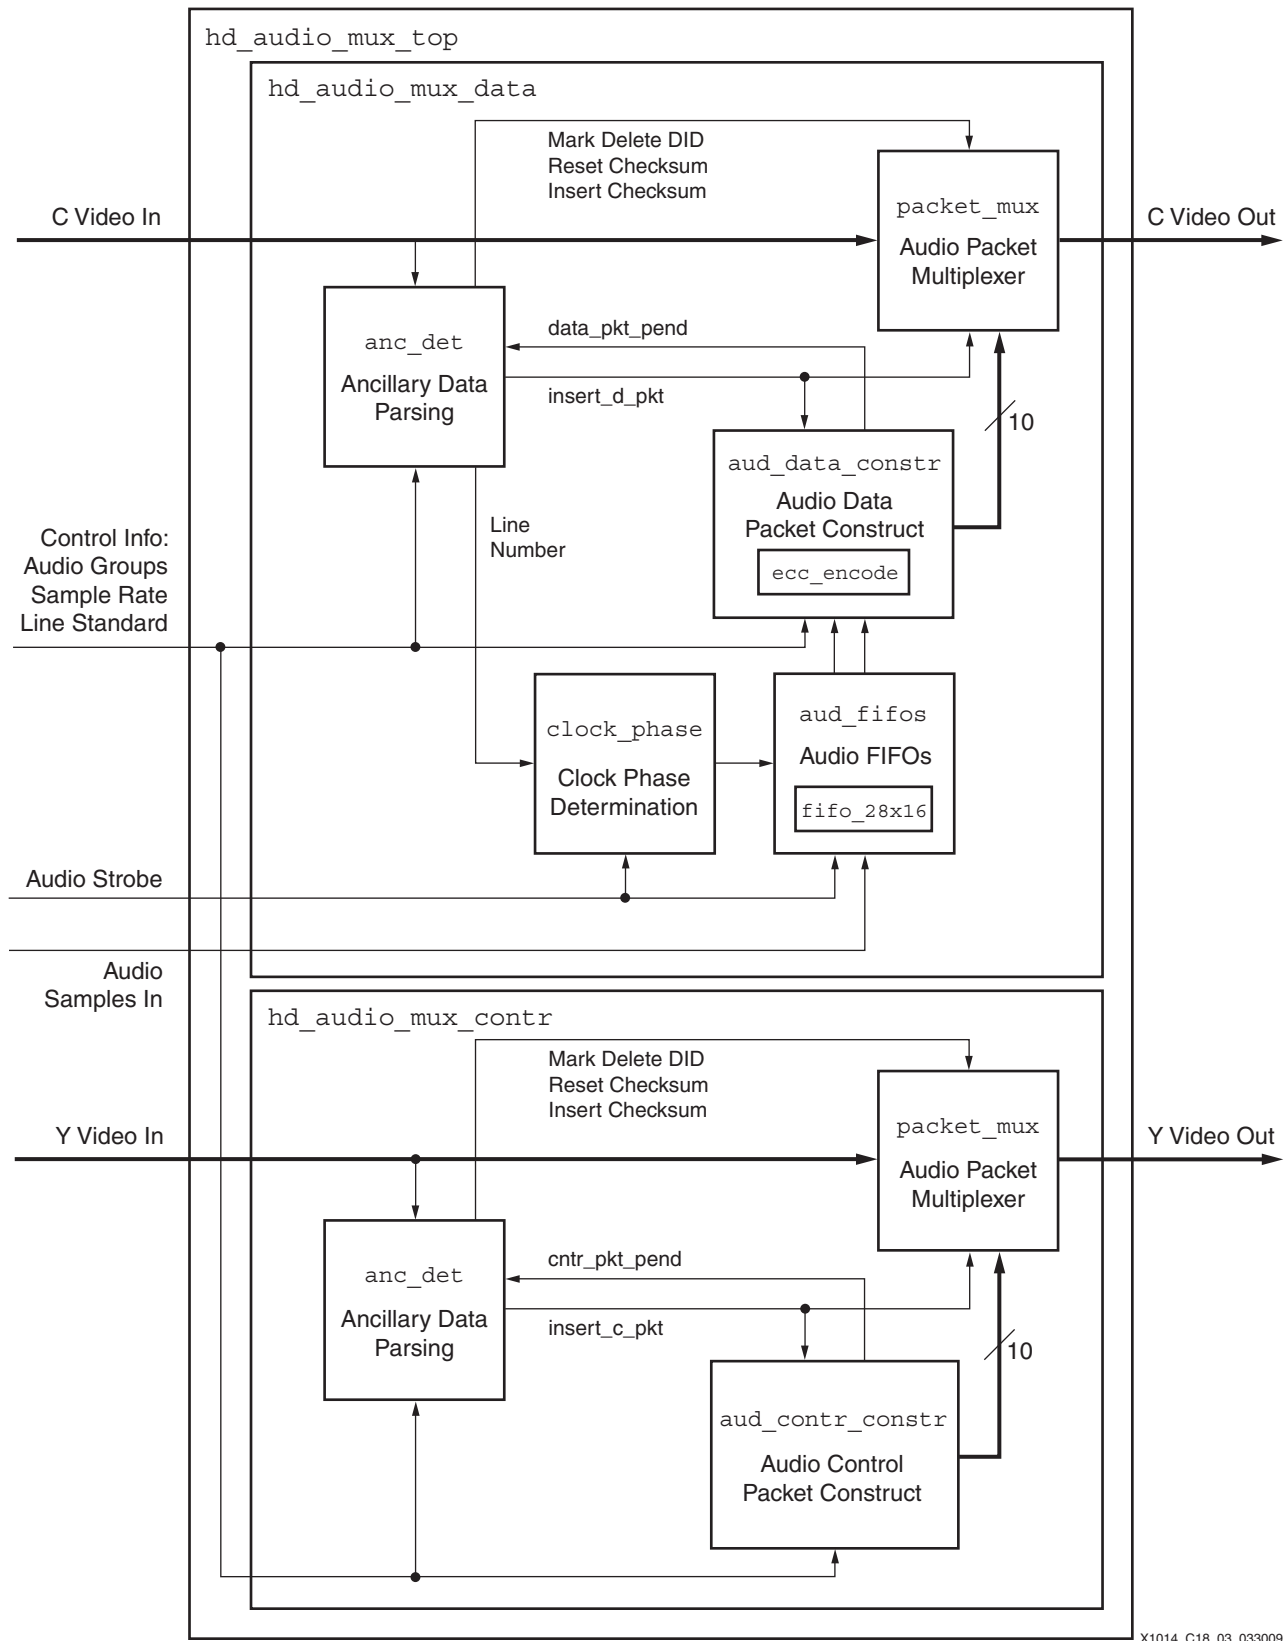 hd_audio_mux_top
hd_audio_mux_data
Mark Delete DID
Reset Checksum
Insert Checksum
C Video In
packet_mux
Audio Packet
Multiplexer
C Video Out
anc_det
Ancillary Data
Parsing
data_pkt_pend
insert_d_pkt
10
aud_data_constr
Audio Data
Packet Construct
ecc_encode
Line
Number
Control Info:
Audio Groups
Sample Rate
Line Standard
clock_phase
Clock Phase
Determination
aud_fifos
Audio FIFOs
fifo_28x16
Audio Strobe
Audio
Samples In
hd_audio_mux_contr
Mark Delete DID
Reset Checksum
Insert Checksum
Y Video In
packet_mux
Audio Packet
Multiplexer
Y Video Out
anc_det
Ancillary Data
Parsing
cntr_pkt_pend
insert_c_pkt
10
aud_contr_constr
Audio Control
Packet Construct
X1014_C18_03_033009